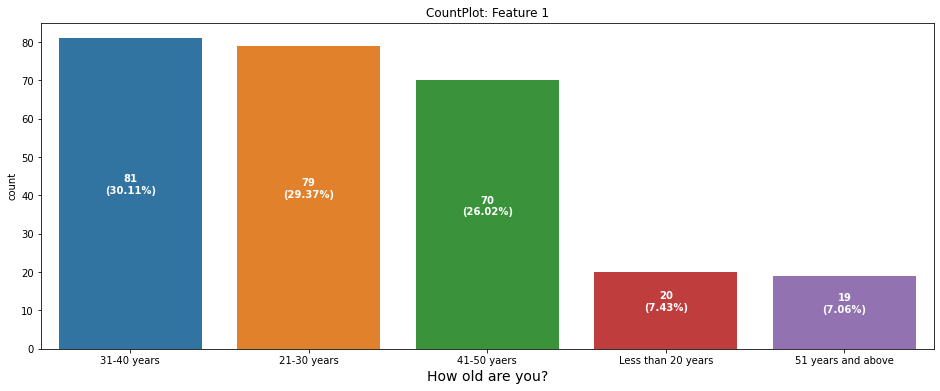 CountPlot: Feature 1
count
80
70
60
50
40
30
20
10
0
81
(30.11%)
79
(29.37%)
70
(26.02%)
20
(7.43%)
19
(7.06%)
31-40 years
21-30 years
41-50 yaers
Less than 20 years
51 years and above
How old are you?